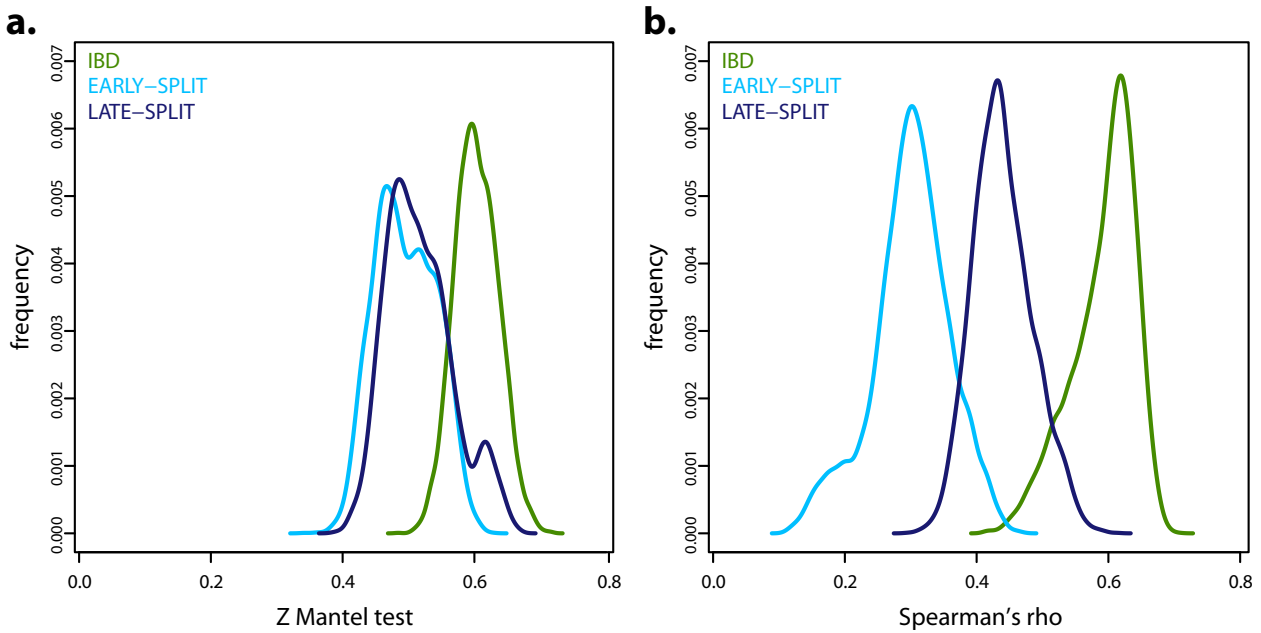 a.
IBD
EARLY–SPLIT
LATE–SPLIT
frequency
0.007
0.006
0.005
0.004
0.003
0.002
0.001
0.000
0.0 0.2 0.4 0.6 0.8
Z Mantel test
b.
IBD
EARLY–SPLIT
LATE–SPLIT
frequency
0.007
0.006
0.005
0.004
0.003
0.002
0.001
0.000
0.0 0.2 0.4 0.6 0.8
Spearman's rho